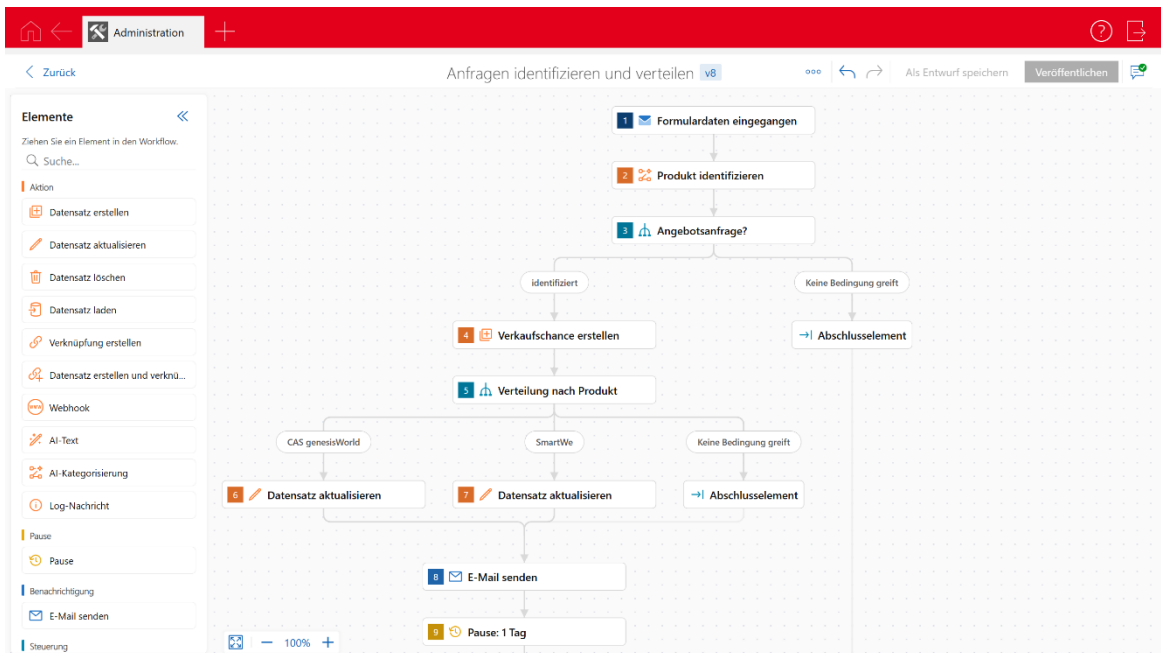 Administration
Zurück
Anfragen identifizieren und verteilen v8
Als Entwurf speichern
Veröffentlichen
Elemente
Ziehen Sie ein Element in den Workflow.
Suche...
Aktion
Datensatz erstellen
Datensatz aktualisieren
Datensatz löschen
Datensatz laden
Verknüpfung erstellen
Datensatz erstellen und verknü...
Webhook
AI-Text
AI-Kategorisierung
Log-Nachricht
Pause
Pause
Benachrichtigung
E-Mail senden
Steuerung
1 Formulardaten eingegangen
2 Produkt identifizieren
3 Angebotsanfrage?
identifiziert
Keine Bedingung greift
4 Verkaufschance erstellen
Abschlusselement
5 Verteilung nach Produkt
CAS genesisWorld
SmartWe
Keine Bedingung greift
6 Datensatz aktualisieren
7 Datensatz aktualisieren
Abschlusselement
8 E-Mail senden
9 Pause: 1 Tag
100%